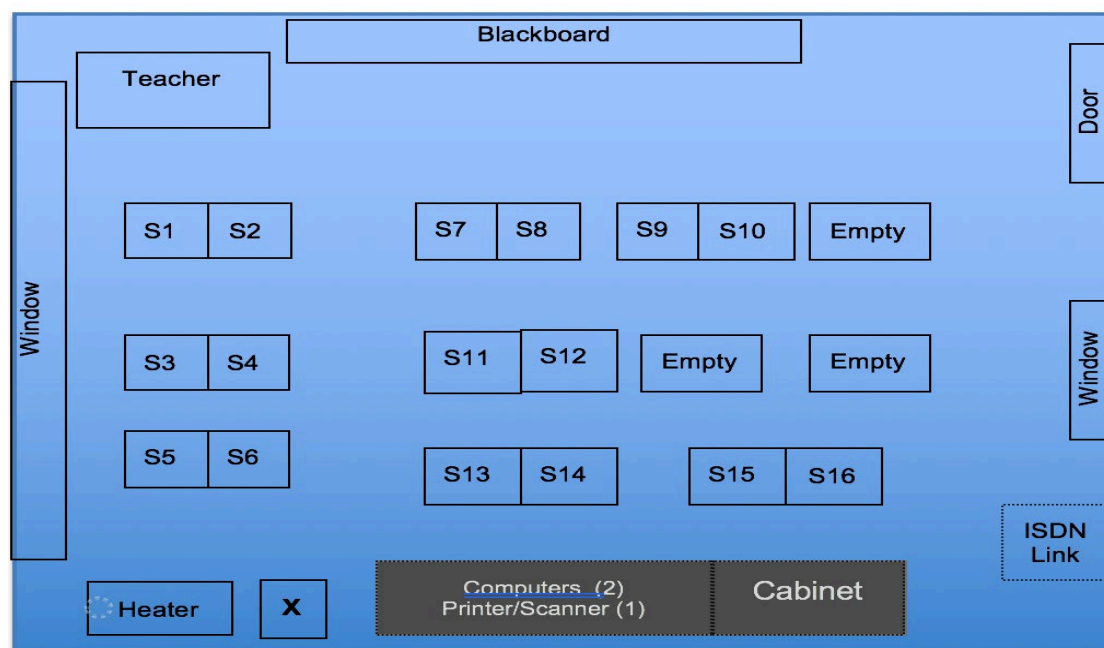 Blackboard
Teacher
Door
Window
S1 S2 S7 S8 S9 S10 Empty
S3 S4 S11 S12 Empty Empty
Window
S5 S6 S13 S14 S15 S16
ISDN
Link
Heater X
Computers (2)
Printer/Scanner (1)
Cabinet